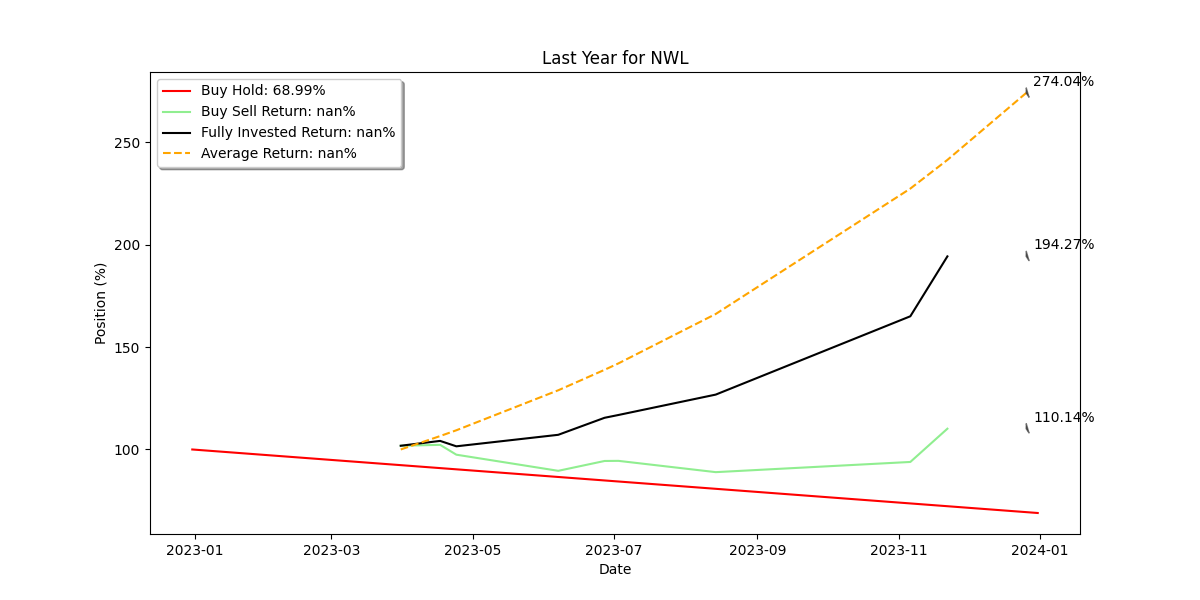 Last Year for NWL
Buy Hold: 68.99%
Buy Sell Return: nan%
Fully Invested Return: nan%
Average Return: nan%
274.04%
194.27%
110.14%
250
200
150
100
Position (%)
2023-01
2023-03
2023-05
2023-07
2023-09
2023-11
2024-01
Date